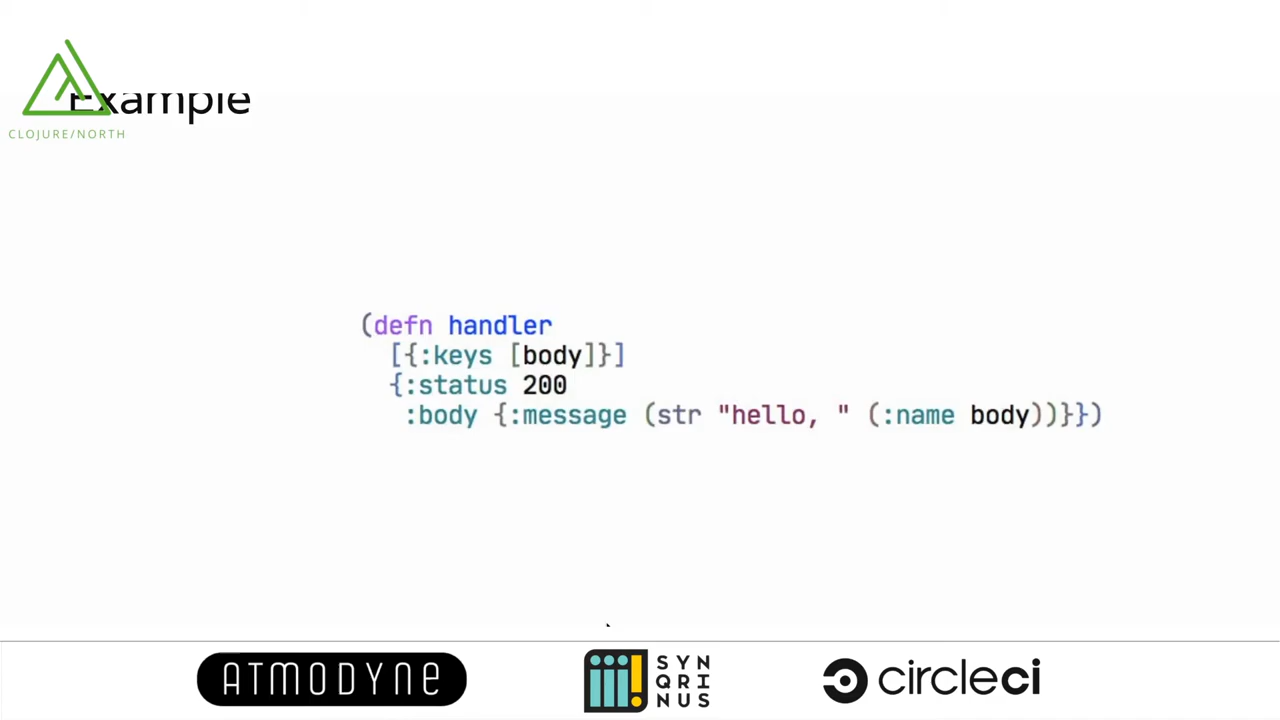 Example
CLOJURE/NORTH
(defn handler
  [{:keys [body]}]
  {:status 200
   :body {:message (str "hello, " (:name body))}})
ATMODYNE
SYN
QRI
NUS
circleci